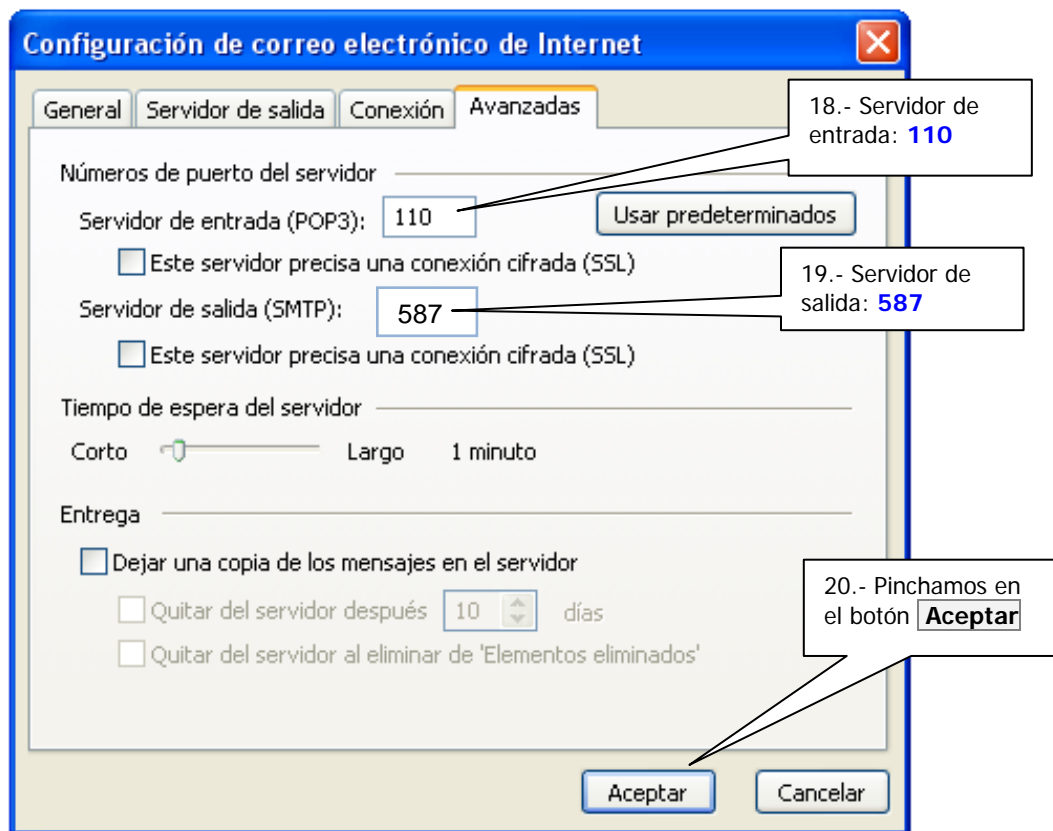 Configuración de correo electrónico de Internet
General Servidor de salida Conexión Avanzadas
18.- Servidor de
entrada: 110
Números de puerto del servidor
Servidor de entrada (POP3): 110 Usar predeterminados
Este servidor precisa una conexión cifrada (SSL)
19.- Servidor de
salida: 587
Servidor de salida (SMTP): 587
Este servidor precisa una conexión cifrada (SSL)
Tiempo de espera del servidor
Corto Largo 1 minuto
Entrega
Dejar una copia de los mensajes en el servidor
20.- Pinchamos en
el botón Aceptar
Quitar del servidor después 10 días
Quitar del servidor al eliminar de 'Elementos eliminados'
Aceptar Cancelar